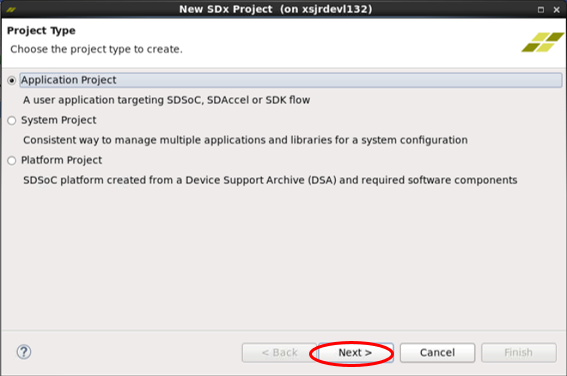 New SDx Project (on xsjrdevl132)
Project Type
Choose the project type to create.
Application Project
A user application targeting SDSoC, SDAccel or SDK flow
System Project
Consistent way to manage multiple applications and libraries for a system configuration
Platform Project
SDSoC platform created from a Device Support Archive (DSA) and required software components
? < Back Next > Cancel Finish